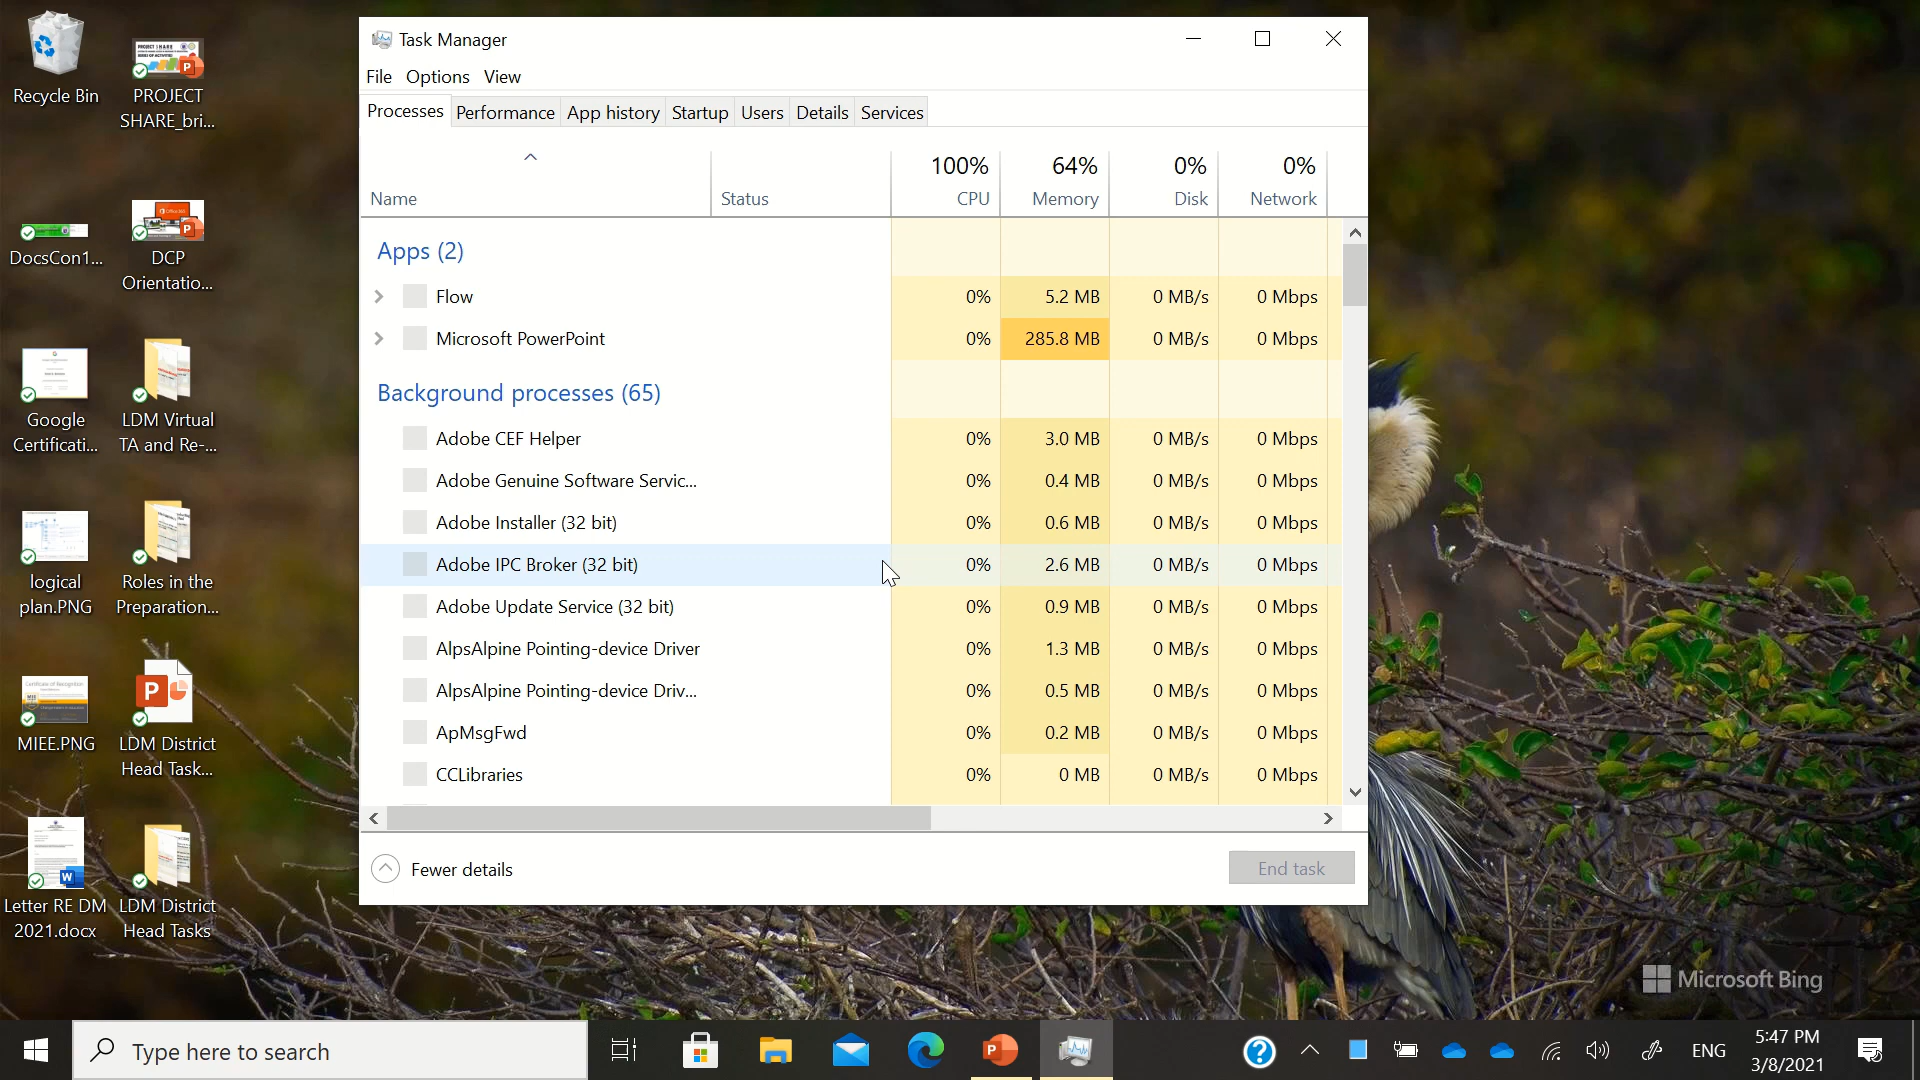 Recycle Bin
PROJECT
SHARE_bri...
DocsCon1...
DCP
Orientatio...
Google
Certificati...
LDM Virtual
TA and Re-...
logical
plan.PNG
Roles in the
Preparation...
MIEE.PNG
LDM District
Head Task...
Letter RE DM
2021.docx
LDM District
Head Tasks
Task Manager
File Options View
Processes Performance App history Startup Users Details Services
100% 64% 0% 0%
Name Status CPU Memory Disk Network
Apps (2)
Flow 0% 5.2 MB 0 MB/s 0 Mbps
Microsoft PowerPoint 0% 285.8 MB 0 MB/s 0 Mbps
Background processes (65)
Adobe CEF Helper 0% 3.0 MB 0 MB/s 0 Mbps
Adobe Genuine Software Servic... 0% 0.4 MB 0 MB/s 0 Mbps
Adobe Installer (32 bit) 0% 0.6 MB 0 MB/s 0 Mbps
Adobe IPC Broker (32 bit) 0% 2.6 MB 0 MB/s 0 Mbps
Adobe Update Service (32 bit) 0% 0.9 MB 0 MB/s 0 Mbps
AlpsAlpine Pointing-device Driver 0% 1.3 MB 0 MB/s 0 Mbps
AlpsAlpine Pointing-device Driv... 0% 0.5 MB 0 MB/s 0 Mbps
ApMsgFwd 0% 0.2 MB 0 MB/s 0 Mbps
CCLibraries 0% 0 MB 0 MB/s 0 Mbps
Fewer details End task
Microsoft Bing
Type here to search
ENG
5:47 PM
3/8/2021